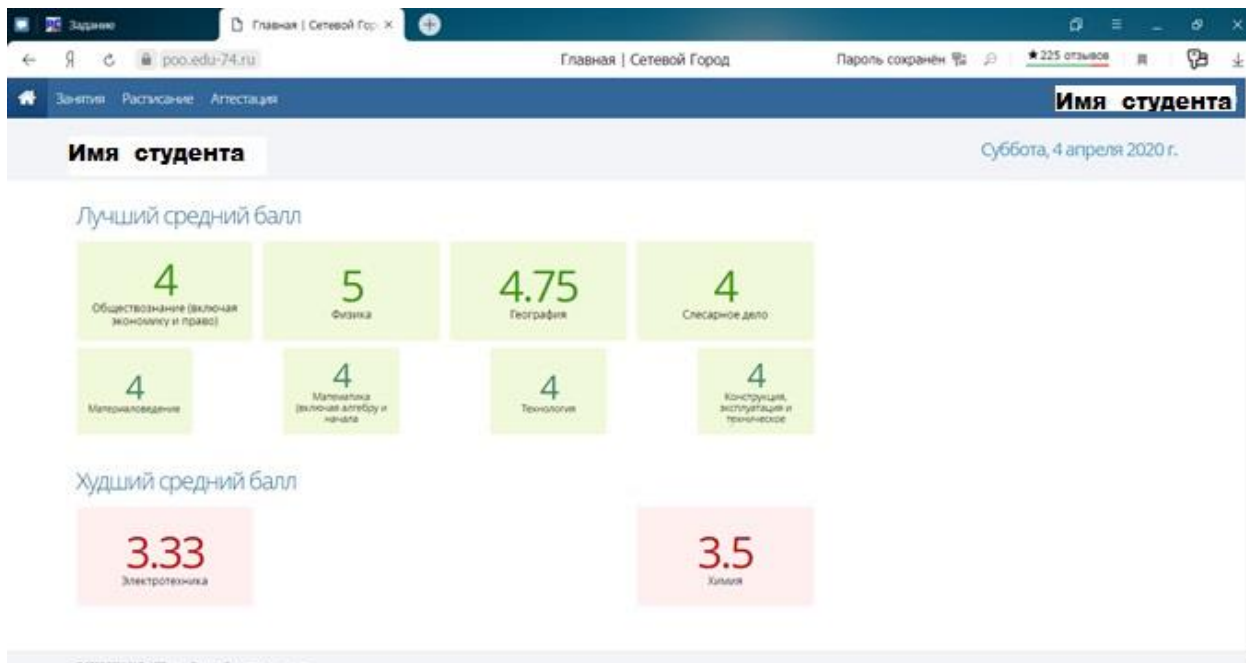 Задание
Главная | Сетевой Гор
poo.edu-74.ru
Главная | Сетевой Город
Пароль сохранён
★225 отзывов
Занятия Расписание Аттестация
Имя студента
Имя студента
Суббота, 4 апреля 2020 г.
Лучший средний балл
4
Обществознание (включая
экономику и право)
5
Физика
4.75
География
4
Слесарное дело
4
Материаловедение
4
Математика
(включая алгебру и
начала
4
Технология
4
Конструкция,
эксплуатация и
техническое
Худший средний балл
3.33
Электротехника
3.5
Химия